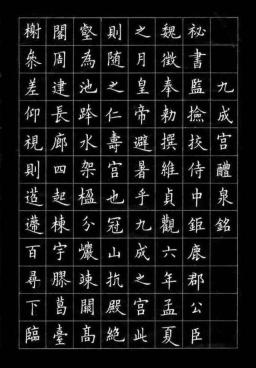 九成宮醴泉銘
祕書監撿挍侍中鉅鹿郡公臣
魏徵奉勑撰維貞觀六年孟夏
之月皇帝避暑乎九成之宮此
則随之仁壽宮也冠山抗殿絕
壑為池跨水架楹分巖竦闕高
閣周建長廊四起棟宇膠葛臺
榭叅差仰視則迢遰百尋下臨